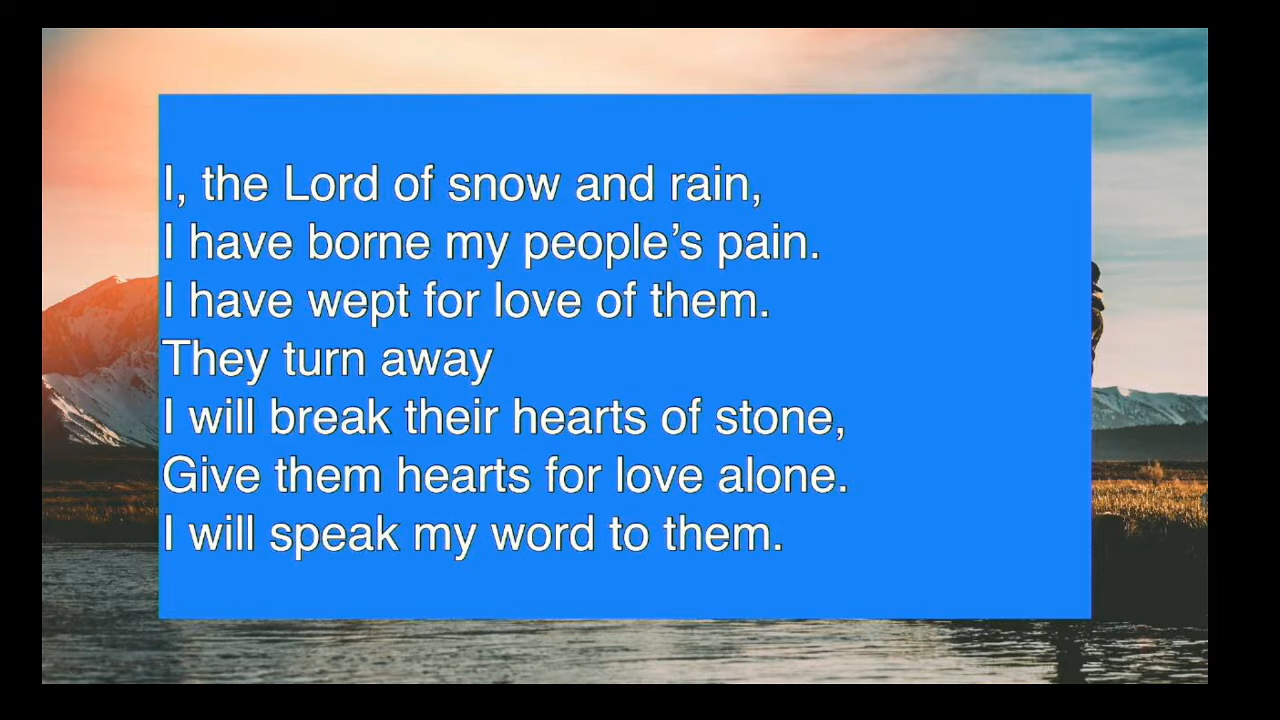 I, the Lord of snow and rain,
I have borne my people’s pain.
I have wept for love of them.
They turn away
I will break their hearts of stone,
Give them hearts for love alone.
I will speak my word to them.